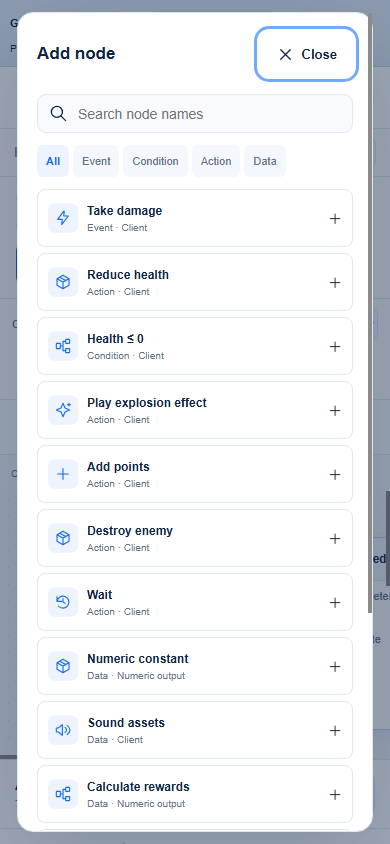 Add node
Close
Search node names
All
Event
Condition
Action
Data
Take damage
Event · Client
Reduce health
Action · Client
Health ≤ 0
Condition · Client
Play explosion effect
Action · Client
Add points
Action · Client
Destroy enemy
Action · Client
Wait
Action · Client
Numeric constant
Data · Numeric output
Sound assets
Data · Client
Calculate rewards
Data · Numeric output